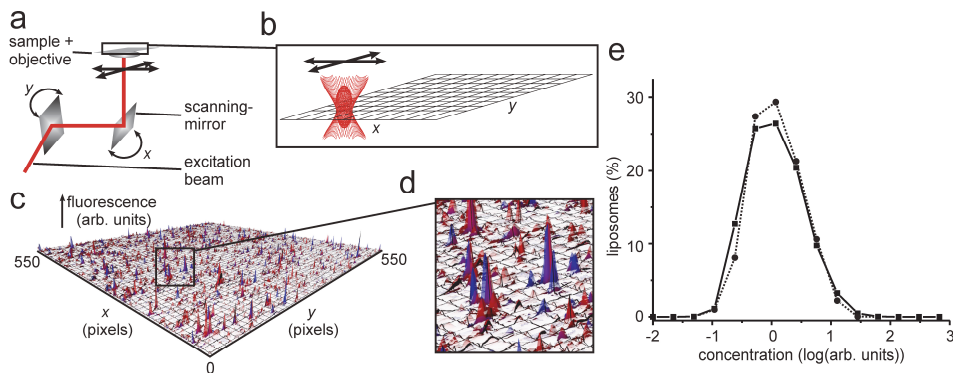 a
sample +
objective
y
scanning-
mirror
x
excitation
beam
b
x
y
c
fluorescence
(arb. units)
550
550
x
(pixels)
y
(pixels)
0
d
e
30
20
10
0
liposomes (%)
-2
-1
0
1
2
3
concentration (log(arb. units))